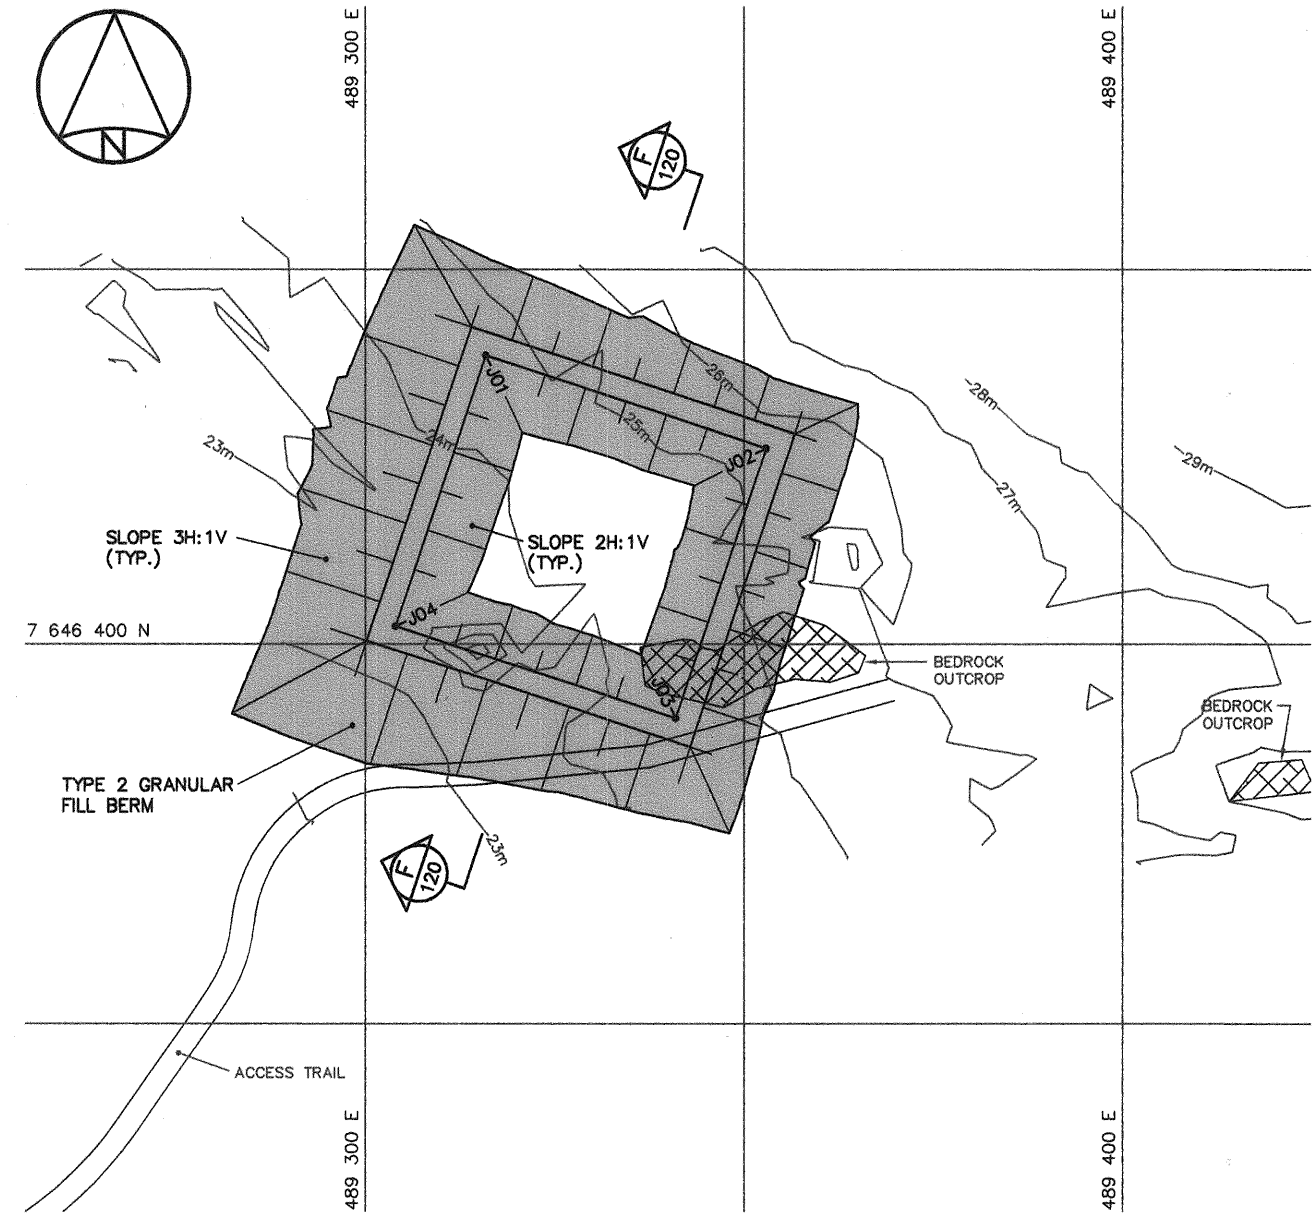 489 300 E
489 400 E
N
F
120
J01
26m
28m
25m
24m
J02
29m
23m
27m
SLOPE 3H:1V
(TYP.)
SLOPE 2H:1V
(TYP.)
J04
7 646 400 N
BEDROCK
OUTCROP
J03
BEDROCK
OUTCROP
TYPE 2 GRANULAR
FILL BERM
23m
F
120
ACCESS TRAIL
489 300 E
489 400 E